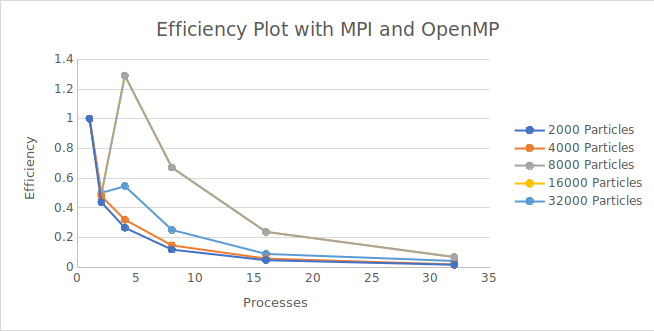 Efficiency Plot with MPI and OpenMP
1.4
1.2
1
0.8
0.6
0.4
0.2
0
Efficiency
0 5 10 15 20 25 30 35
Processes
2000 Particles
4000 Particles
8000 Particles
16000 Particles
32000 Particles